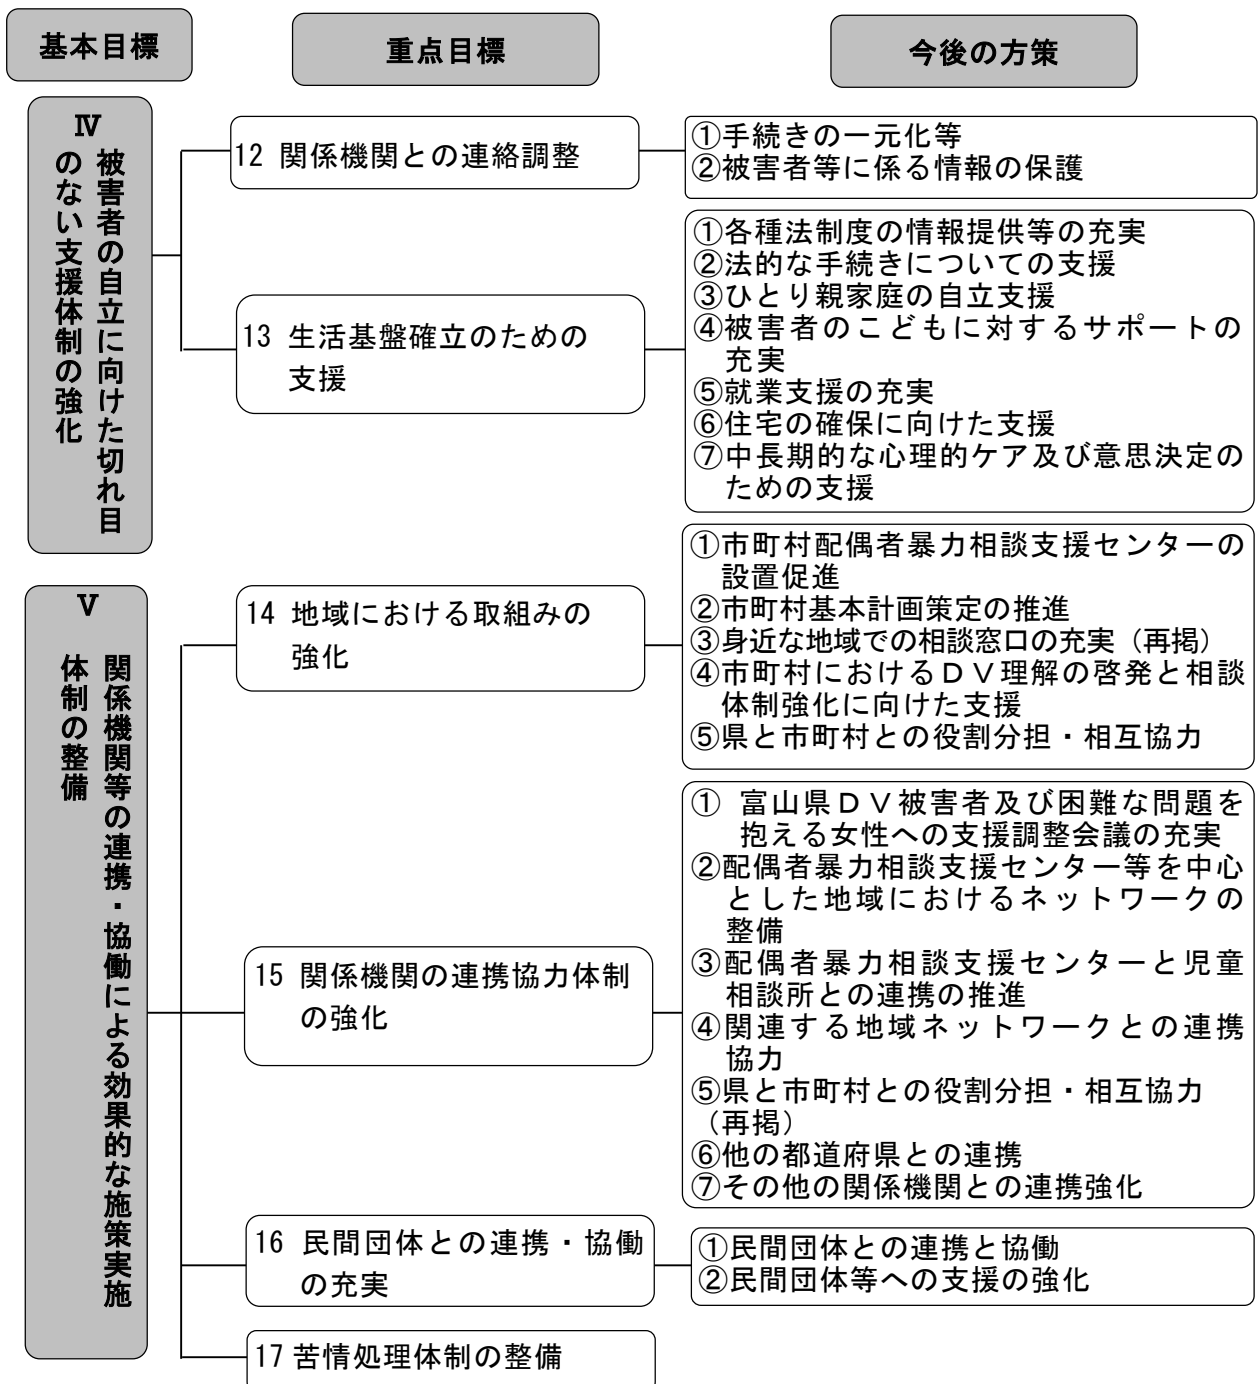 基本目標
重点目標
今後の方策
Ⅳ
被害者の自立に向けた切れ目
のない支援体制の強化
12 関係機関との連絡調整
①手続きの一元化等
②被害者等に係る情報の保護
13 生活基盤確立のための
支援
①各種法制度の情報提供等の充実
②法的な手続きについての支援
③ひとり親家庭の自立支援
④被害者のこどもに対するサポートの
充実
⑤就業支援の充実
⑥住宅の確保に向けた支援
⑦中長期的な心理的ケア及び意思決定の
ための支援
Ⅴ
関係機関等の連携・協働による効果的な施策実施
体制の整備
14 地域における取組みの
強化
①市町村配偶者暴力相談支援センターの
設置促進
②市町村基本計画策定の推進
③身近な地域での相談窓口の充実（再掲）
④市町村におけるＤＶ理解の啓発と相談
体制強化に向けた支援
⑤県と市町村との役割分担・相互協力
15 関係機関の連携協力体制
の強化
① 富山県ＤＶ被害者及び困難な問題を
抱える女性への支援調整会議の充実
②配偶者暴力相談支援センター等を中心
とした地域におけるネットワークの
整備
③配偶者暴力相談支援センターと児童
相談所との連携の推進
④関連する地域ネットワークとの連携
協力
⑤県と市町村との役割分担・相互協力
（再掲）
⑥他の都道府県との連携
⑦その他の関係機関との連携強化
16 民間団体との連携・協働
の充実
①民間団体との連携と協働
②民間団体等への支援の強化
17 苦情処理体制の整備